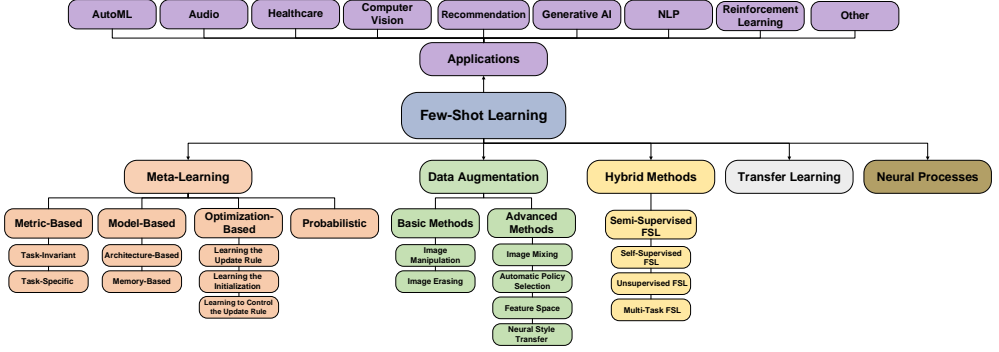 AutoML
Audio
Healthcare
Computer
Vision
Recommendation
Generative AI
NLP
Reinforcement
Learning
Other
Applications
Few-Shot Learning
Meta-Learning
Data Augmentation
Hybrid Methods
Transfer Learning
Neural Processes
Metric-Based
Model-Based
Optimization-
Based
Probabilistic
Basic Methods
Advanced
Methods
Semi-Supervised
FSL
Task-Invariant
Task-Specific
Architecture-Based
Memory-Based
Learning the
Update Rule
Learning the
Initialization
Learning to Control
the Update Rule
Image
Manipulation
Image Erasing
Image Mixing
Automatic Policy
Selection
Feature Space
Neural Style
Transfer
Self-Supervised
FSL
Unsupervised FSL
Multi-Task FSL